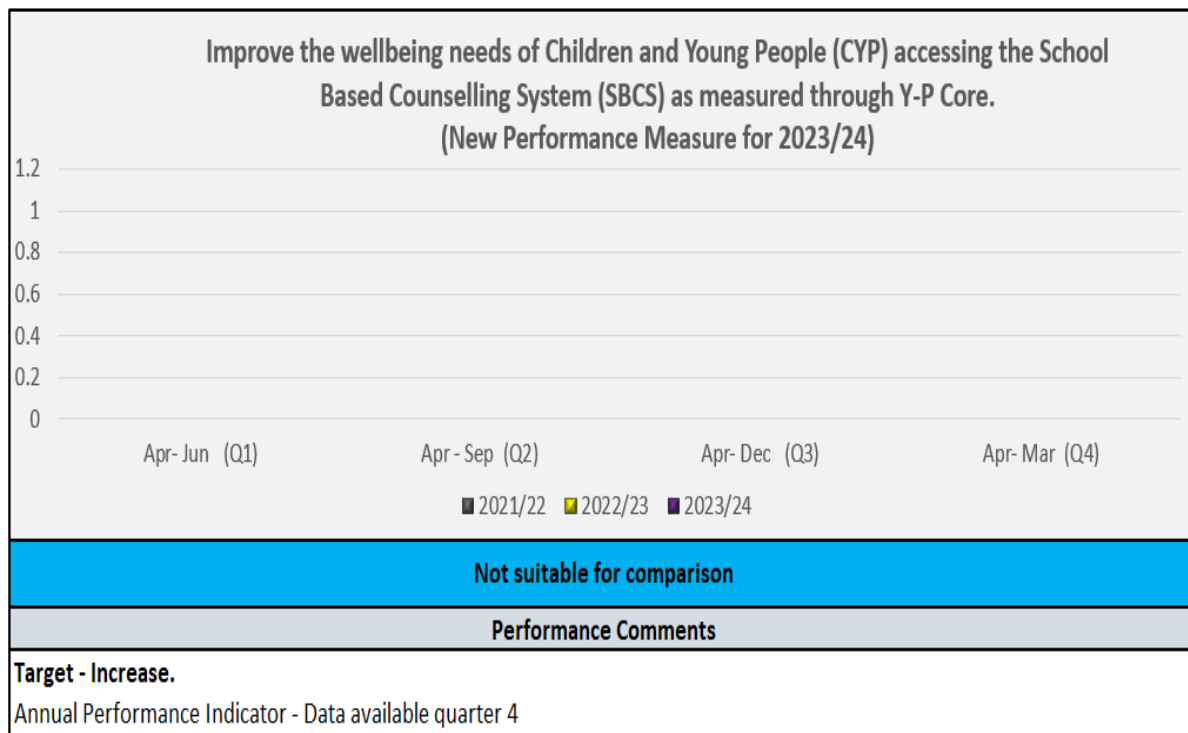 Improve the wellbeing needs of Children and Young People (CYP) accessing the School
Based Counselling System (SBCS) as measured through Y-P Core.
(New Performance Measure for 2023/24)
1.2
1
0.8
0.6
0.4
0.2
0
Apr- Jun (Q1) Apr - Sep (Q2) Apr- Dec (Q3) Apr- Mar (Q4)
2021/22 2022/23 2023/24
Not suitable for comparison
Performance Comments
Target - Increase.
Annual Performance Indicator - Data available quarter 4